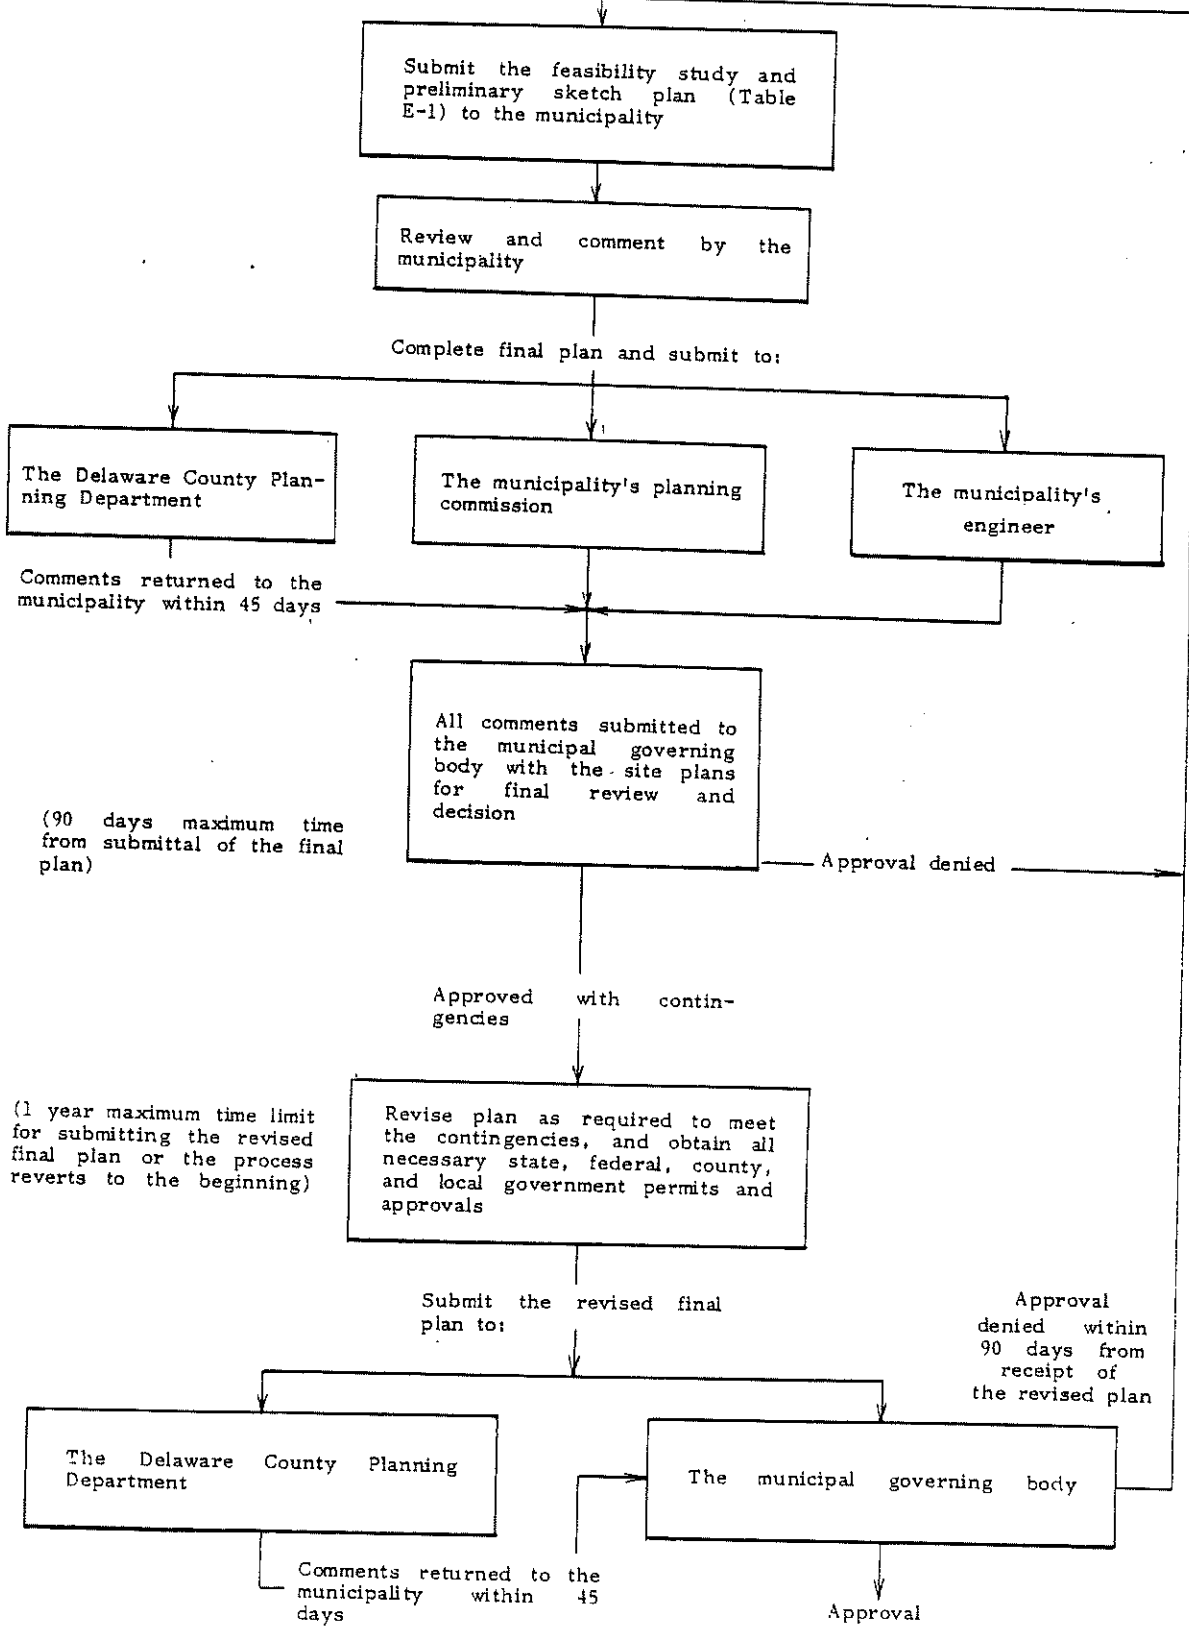 Submit the feasibility study and
preliminary sketch plan (Table
E-1) to the municipality
Review and comment by the
municipality
Complete final plan and submit to:
The Delaware County Plan-
ning Department
The municipality's planning
commission
The municipality's
engineer
Comments returned to the
municipality within 45 days
All comments submitted to
the municipal governing
body with the site plans
for final review and
decision
(90 days maximum time
from submittal of the final
plan)
Approval denied
Approved with contin-
gencies
(1 year maximum time limit
for submitting the revised
final plan or the process
reverts to the beginning)
Revise plan as required to meet
the contingencies, and obtain all
necessary state, federal, county,
and local government permits and
approvals
Submit the revised final
plan to:
Approval
denied within
90 days from
receipt of
the revised plan
The Delaware County Planning
Department
The municipal governing body
Comments returned to the
municipality within 45
days
Approval